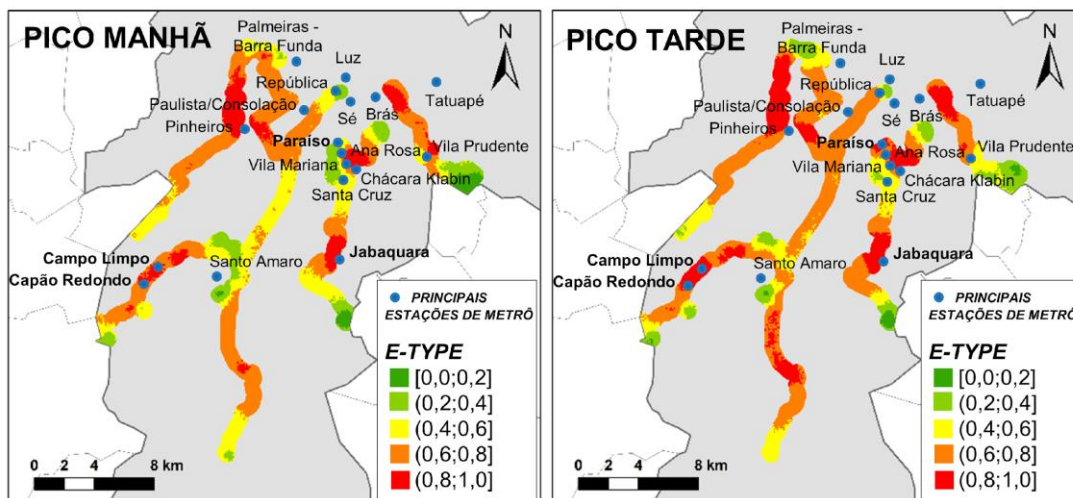 PICO MANHÃ
N
Palmeiras -
Barra Funda
Luz
República
Tatuapé
Paulista/Consolação
Sé
Brás
Pinheiros
Paraíso
Ana Rosa
Vila Prudente
Vila Mariana
Chácara Klabin
Santa Cruz
Campo Limpo
Santo Amaro
Jabaquara
Capão Redondo
PRINCIPAIS
ESTAÇÕES DE METRÔ
E-TYPE
[0,0;0,2]
(0,2;0,4]
(0,4;0,6]
(0,6;0,8]
(0,8;1,0]
0 2 4 8 km
PICO TARDE
N
Palmeiras -
Barra Funda
Luz
República
Tatuapé
Paulista/Consolação
Sé
Brás
Pinheiros
Paraíso
Ana Rosa
Vila Prudente
Vila Mariana
Chácara Klabin
Santa Cruz
Campo Limpo
Santo Amaro
Jabaquara
Capão Redondo
PRINCIPAIS
ESTAÇÕES DE METRÔ
E-TYPE
[0,0;0,2]
(0,2;0,4]
(0,4;0,6]
(0,6;0,8]
(0,8;1,0]
0 2 4 8 km